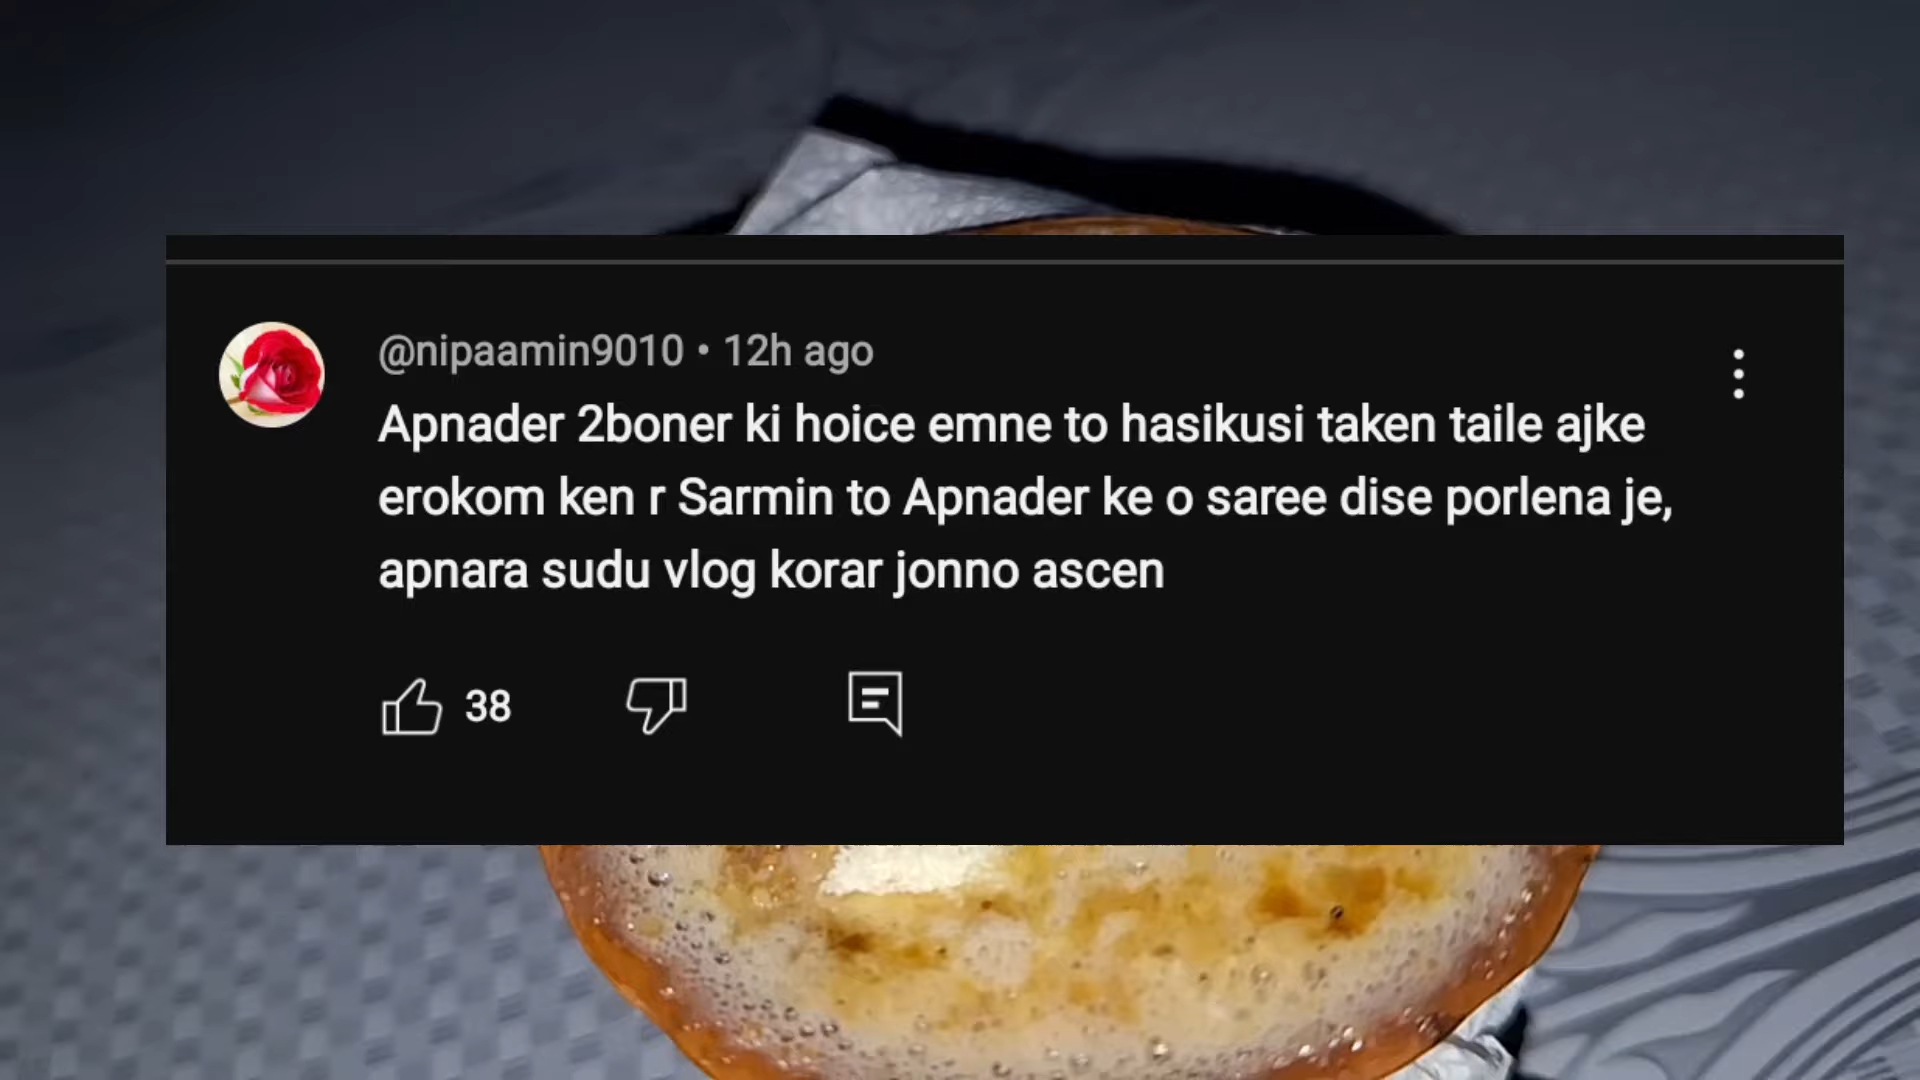 @nipaamin9010 • 12h ago
Apnader 2boner ki hoice emne to hasikusi taken taile ajke
erokom ken r Sarmin to Apnader ke o saree dise porlena je,
apnara sudu vlog korar jonno ascen
38